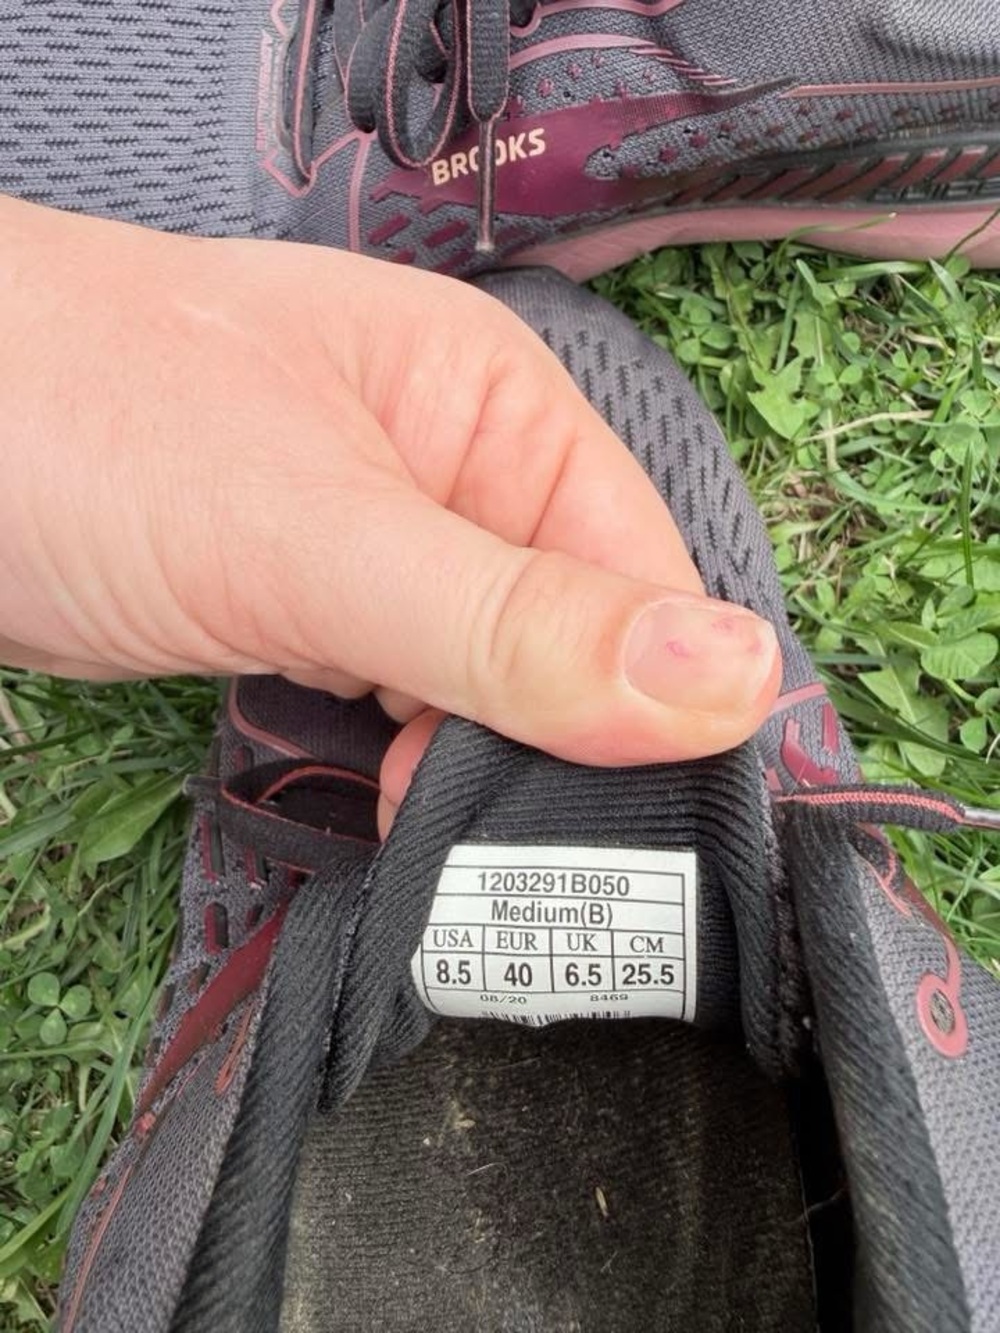 BROOKS
1203291B050
Medium(B)
USA EUR UK CM
8.5 40 6.5 25.5
08/20 8469